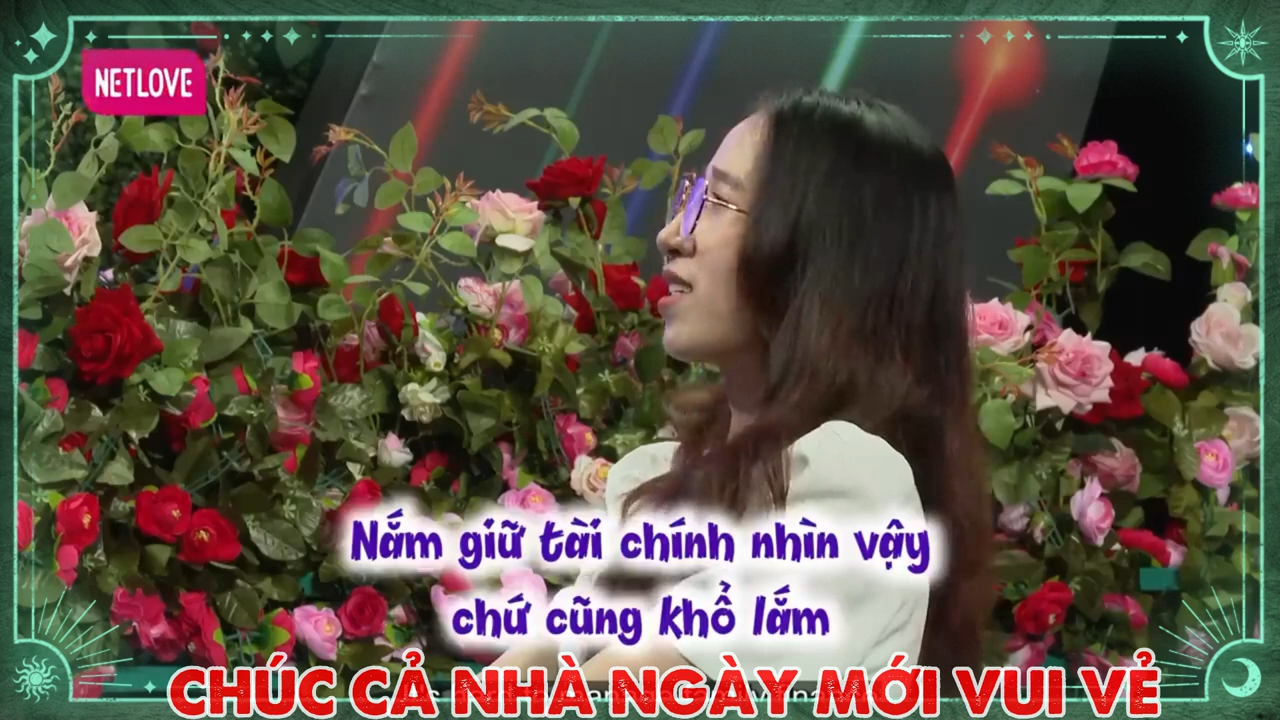 NETLOVE
Nắm giữ tài chính nhìn vậy
chứ cũng khổ lắm
CHÚC CẢ NHÀ NGÀY MỚI VUI VẺ